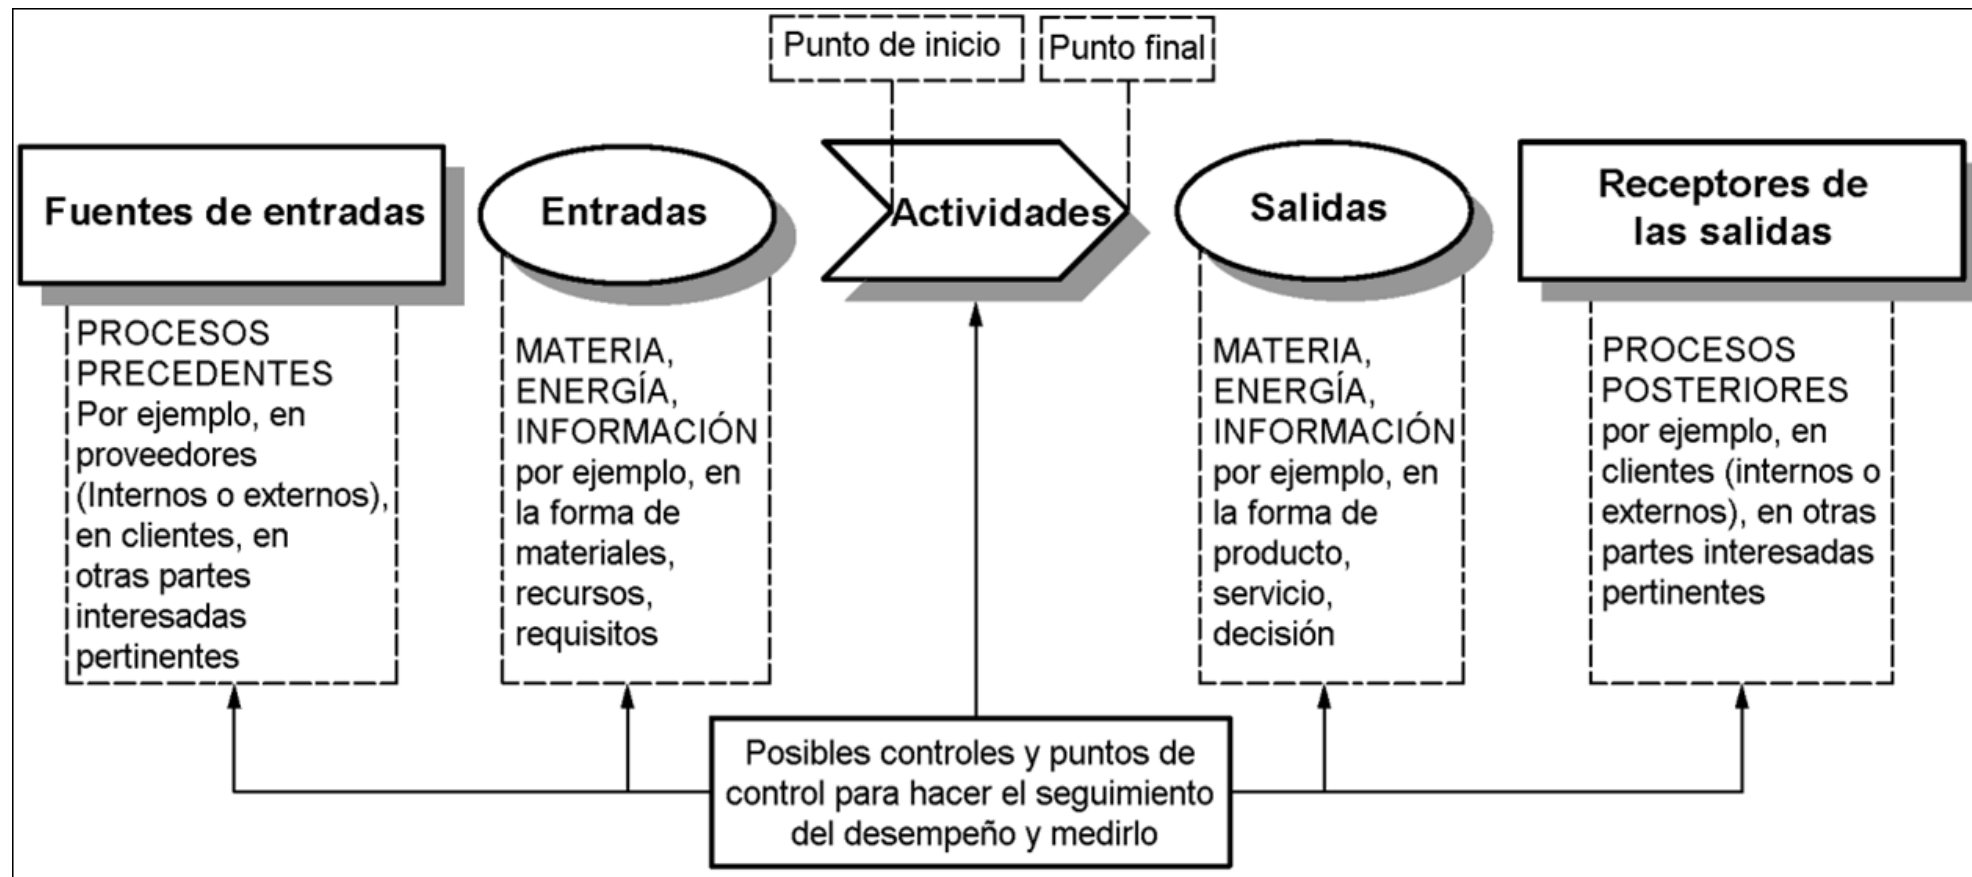 Punto de inicio
Punto final
Fuentes de entradas
Entradas
Actividades
Salidas
Receptores de
las salidas
PROCESOS
PRECEDENTES
Por ejemplo, en
proveedores
(Internos o externos),
en clientes, en
otras partes
interesadas
pertinentes
MATERIA,
ENERGÍA,
INFORMACIÓN
por ejemplo, en
la forma de
materiales,
recursos,
requisitos
MATERIA,
ENERGÍA,
INFORMACIÓN
por ejemplo, en
la forma de
producto,
servicio,
decisión
PROCESOS
POSTERIORES
por ejemplo, en
clientes (internos o
externos), en otras
partes interesadas
pertinentes
Posibles controles y puntos de
control para hacer el seguimiento
del desempeño y medirlo